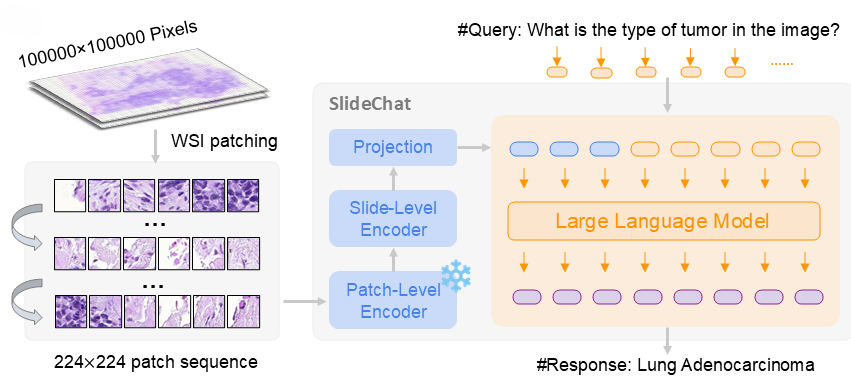 100000×100000 Pixels
#Query: What is the type of tumor in the image?
......
WSI patching
SlideChat
Projection
Slide-Level
Encoder
Patch-Level
Encoder
Large Language Model
...
...
224×224 patch sequence
#Response: Lung Adenocarcinoma